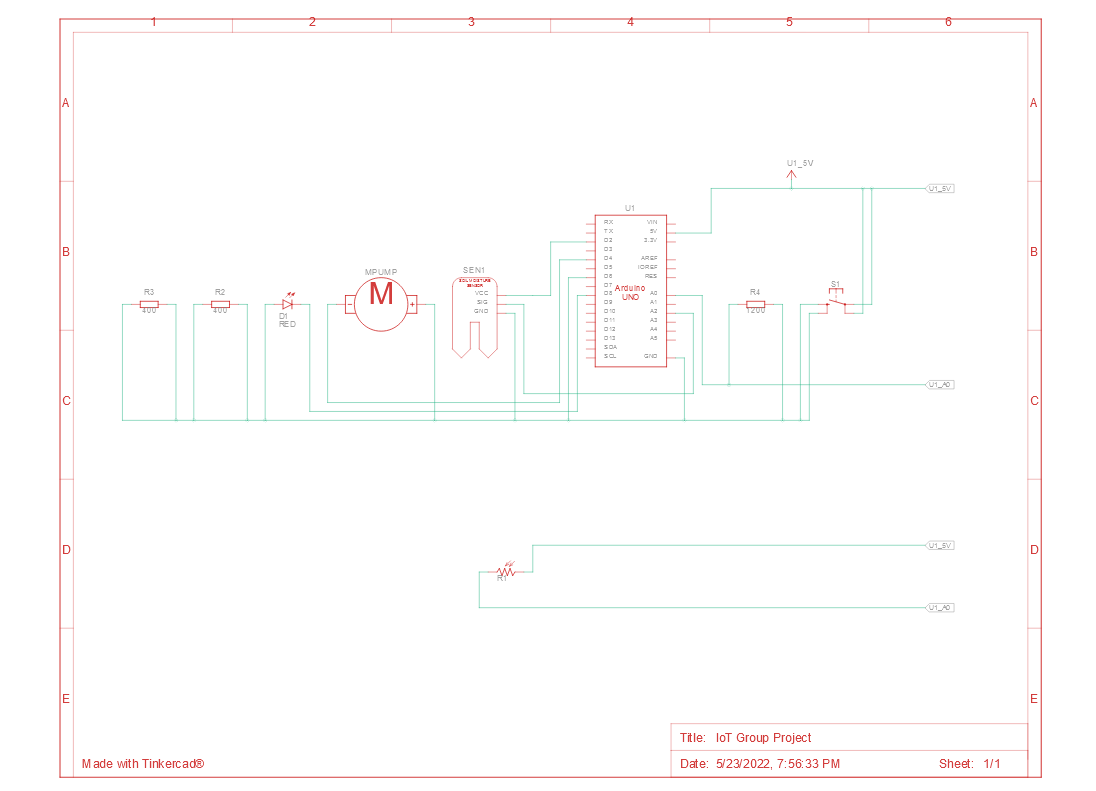 1 2 3 4 5 6
A A
U1_5V
U1_5V
U1
B B
RX VIN
TX 5V
D2 3.3V
D3
D4 AREF
D5 IOREF
D6 RES
D7
D8 A0
D9 A1
D10 A2
D11 A3
D12 A4
D13 A5
SDA
SCL GND
Arduino
UNO
MPUMP
M
- +
SEN1
SOIL MOISTURE
SENSOR
VCC
SIG
GND
R3
400
R2
400
D1
RED
R4
1200
S1
U1_A0
C C
D D
U1_5V
R1
U1_A0
E E
Title: IoT Group Project
Made with Tinkercad®
Date: 5/23/2022, 7:56:33 PM Sheet: 1/1